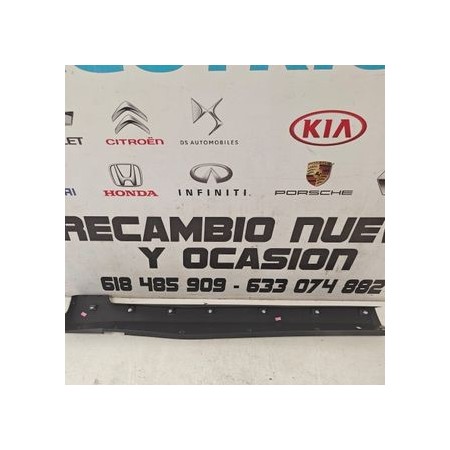 CITROËN
DS AUTOMOBILES
KIA
HONDA
INFINITI
PORSCHE
RECAMBIO NUE
Y OCASION
618 485 909 - 633 074 882